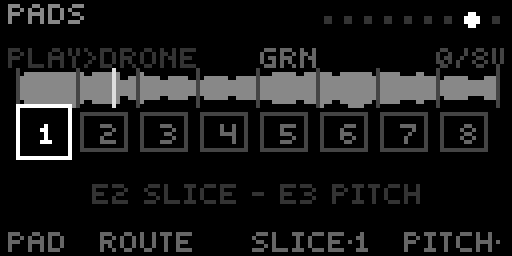 PADS
PLAY>DRONE GRN 0/8V
1 2 3 4 5 6 7 8
E2 SLICE - E3 PITCH
PAD ROUTE SLICE·1 PITCH·